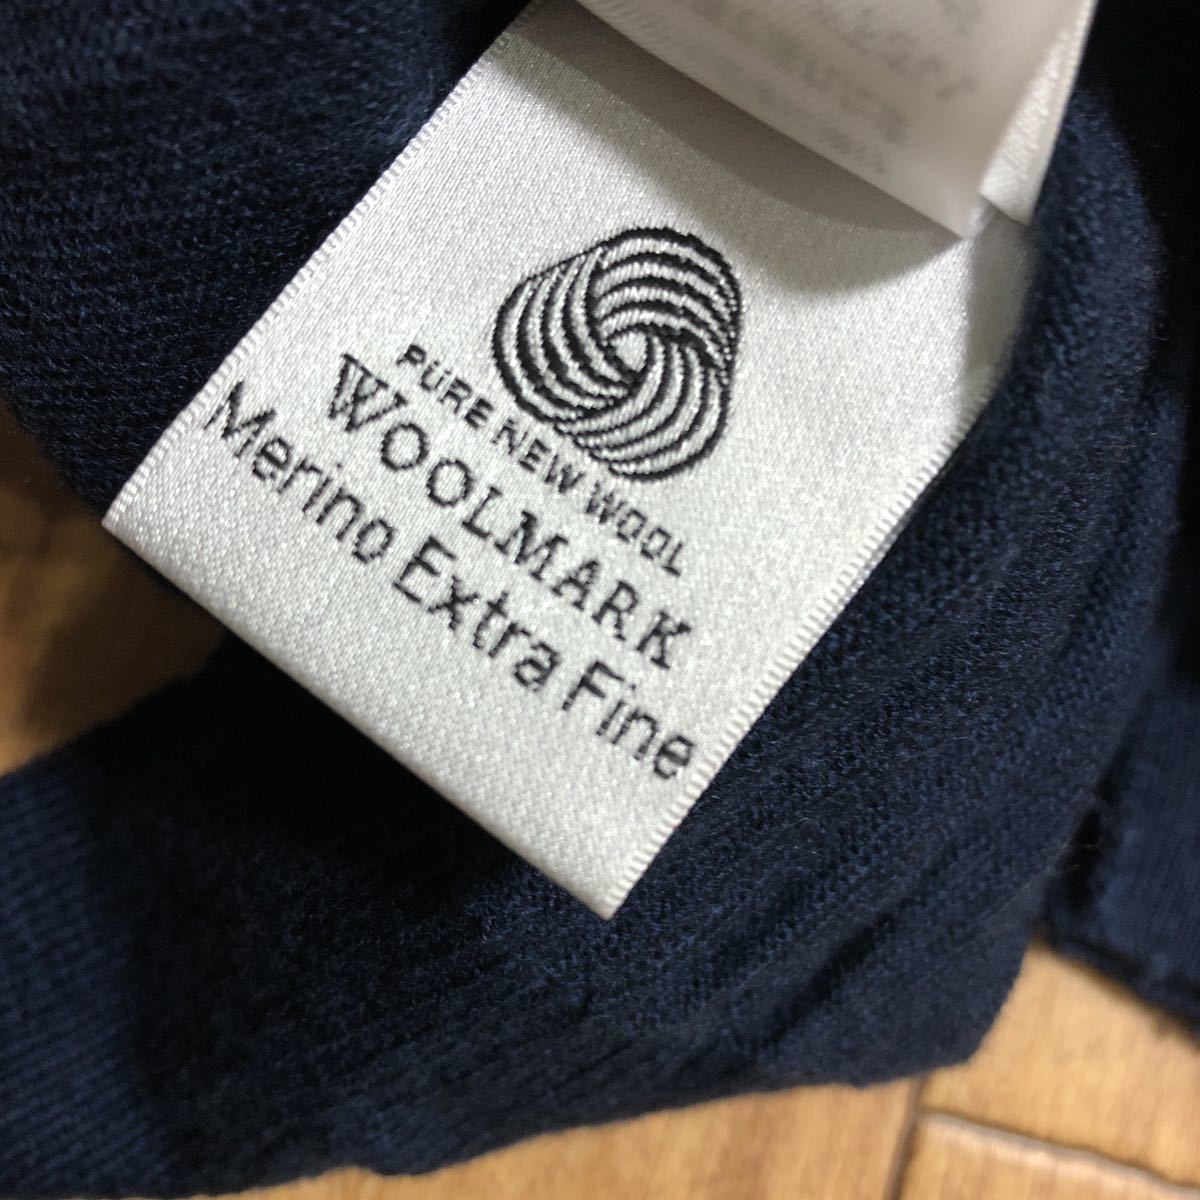 PURE NEW WOOL
WOOLMARK
Merino Extra Fine